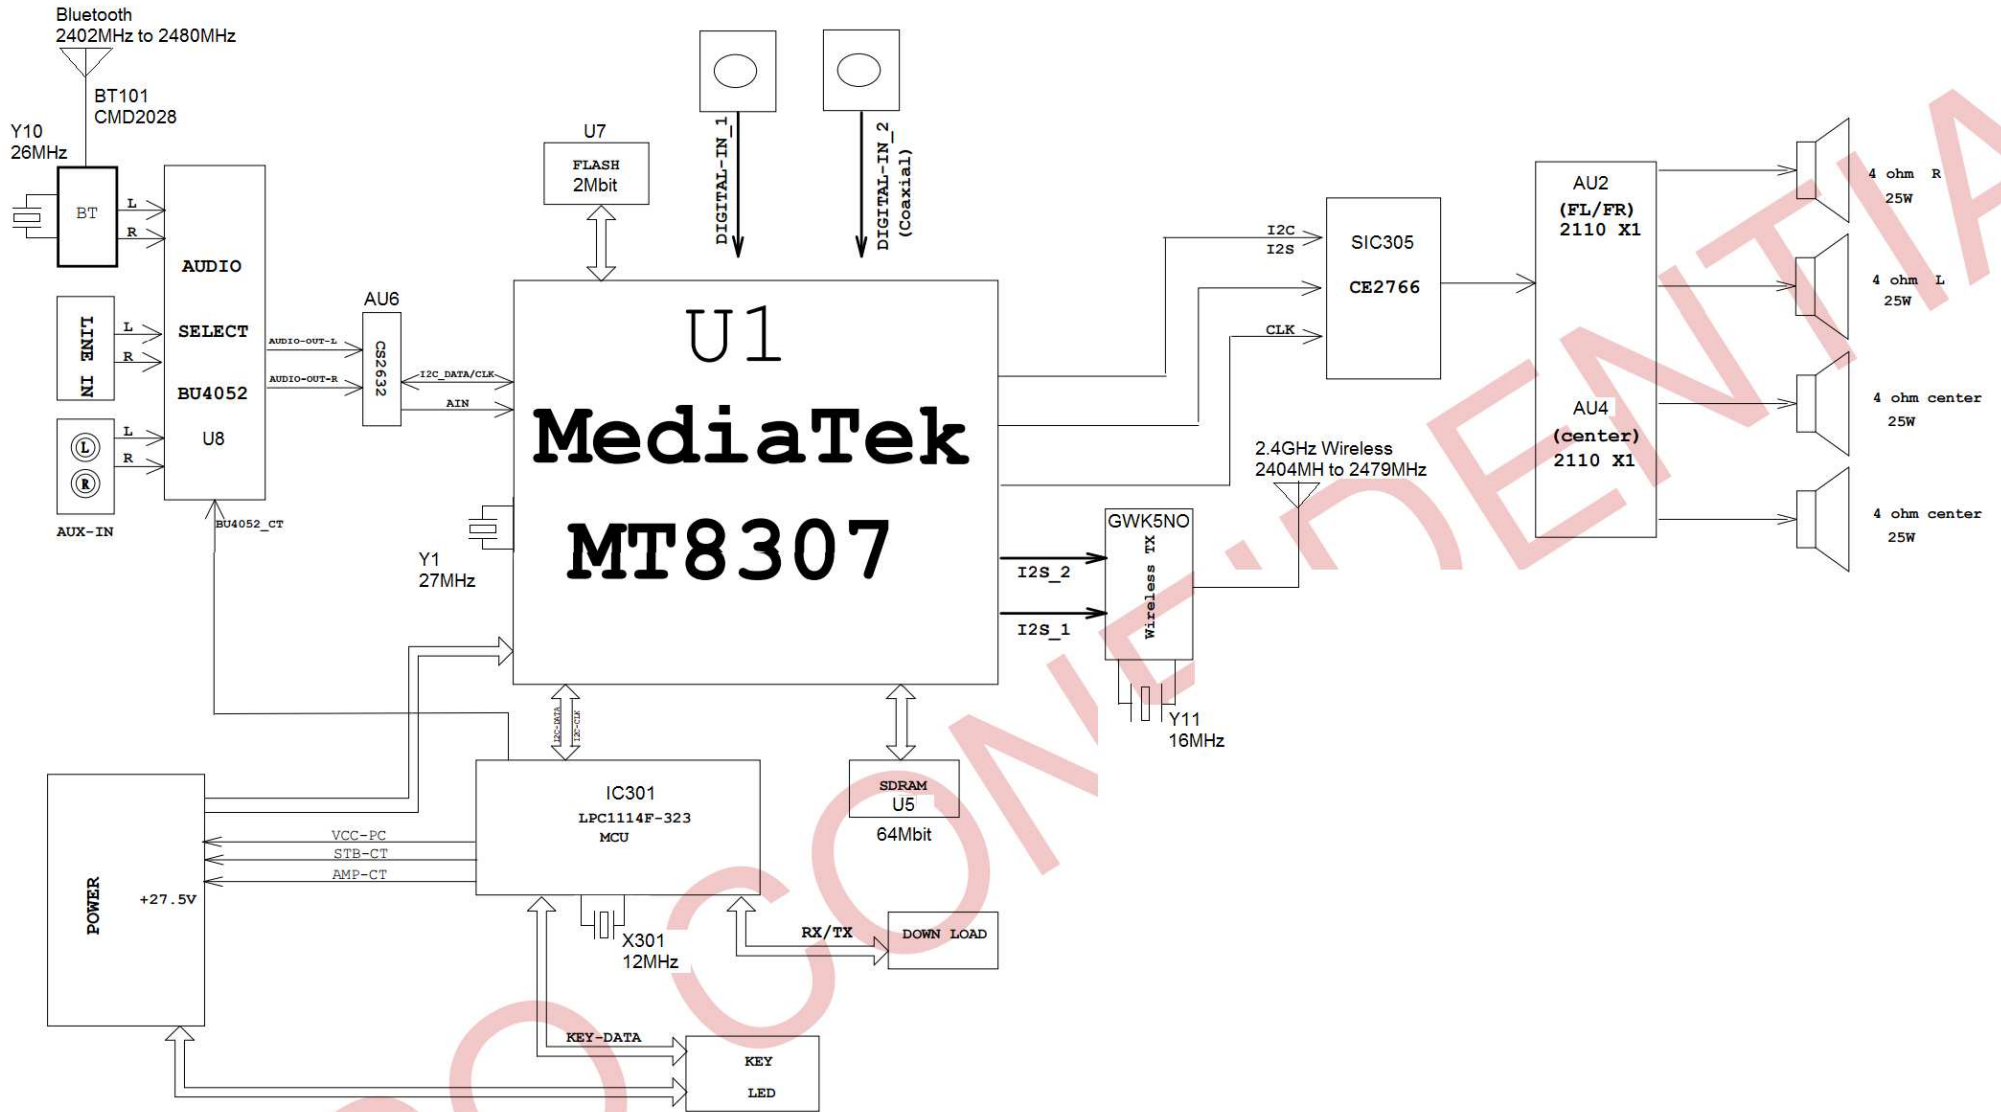 Bluetooth
2402MHz to 2480MHz
BT101
CMD2028
Y10
26MHz
BT
L
R
LINE IN
L
R
L
R
L
R
AUX-IN
AUDIO
SELECT
BU4052
U8
BU4052_CT
AUDIO-OUT-L
AUDIO-OUT-R
AU6
CS2632
I2C_DATA/CLK
AIN
U7
FLASH
2Mbit
DIGITAL-IN_1
DIGITAL-IN_2
(Coaxial)
U1
MediaTek
MT8307
Y1
27MHz
I2C
I2S
CLK
SIC305
CE2766
AU2
(FL/FR)
2110 X1
AU4
(center)
2110 X1
4 ohm R
25W
4 ohm L
25W
4 ohm center
25W
4 ohm center
25W
2.4GHz Wireless
2404MH to 2479MHz
GWK5NO
Wireless TX
I2S_2
I2S_1
Y11
16MHz
I2C-DATA
I2C-CLK
SDRAM
U5
64Mbit
IC301
LPC1114F-323
MCU
VCC-PC
STB-CT
AMP-CT
POWER
+27.5V
X301
12MHz
RX/TX
DOWN LOAD
KEY-DATA
KEY
LED
CONFIDENTIA